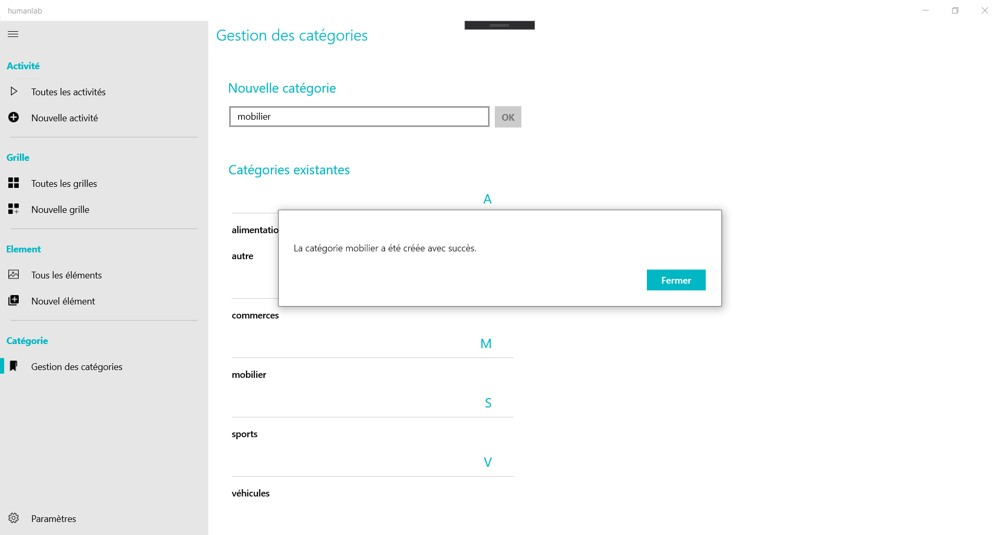 humanlab
Activité
Toutes les activités
Nouvelle activité
Grille
Toutes les grilles
Nouvelle grille
Element
Tous les éléments
Nouvel élément
Catégorie
Gestion des catégories
Paramètres
Gestion des catégories
Nouvelle catégorie
mobilier
OK
Catégories existantes
A
alimentatio
autre
La catégorie mobilier a été créée avec succès.
Fermer
commerces
M
mobilier
S
sports
V
véhicules